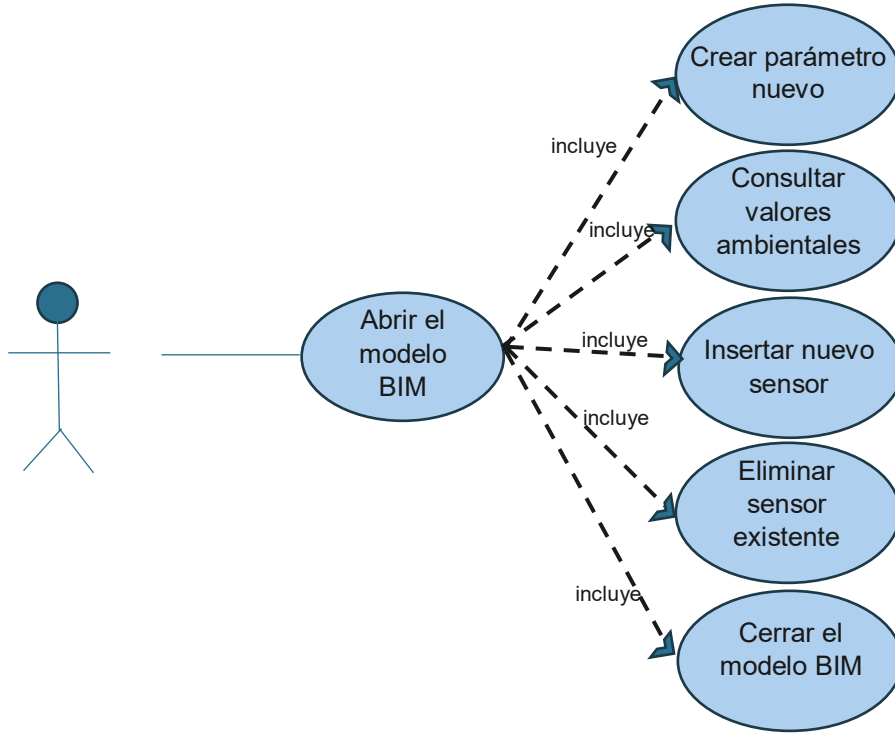 Crear parámetro
nuevo
incluye
Consultar
valores
ambientales
incluye
Abrir el
modelo
BIM
incluye
Insertar nuevo
sensor
incluye
Eliminar
sensor
existente
incluye
Cerrar el
modelo BIM